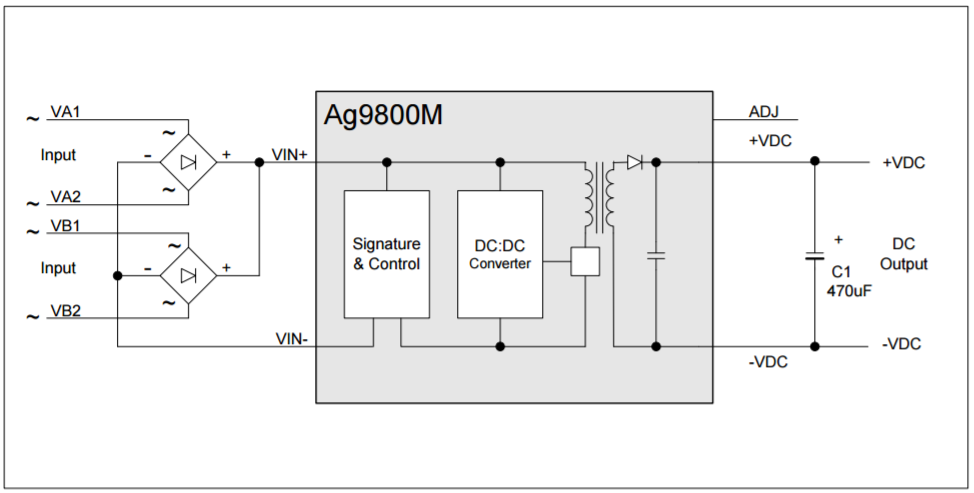 Ag9800M
~ VA1
~
ADJ
+VDC
Input
-
+
VIN+
+VDC
~ VA2
~
~ VB1
~
Signature
& Control
DC:DC
Converter
+
DC
Output
Input
-
+
C1
470uF
~
~ VB2
VIN-
-VDC
-VDC